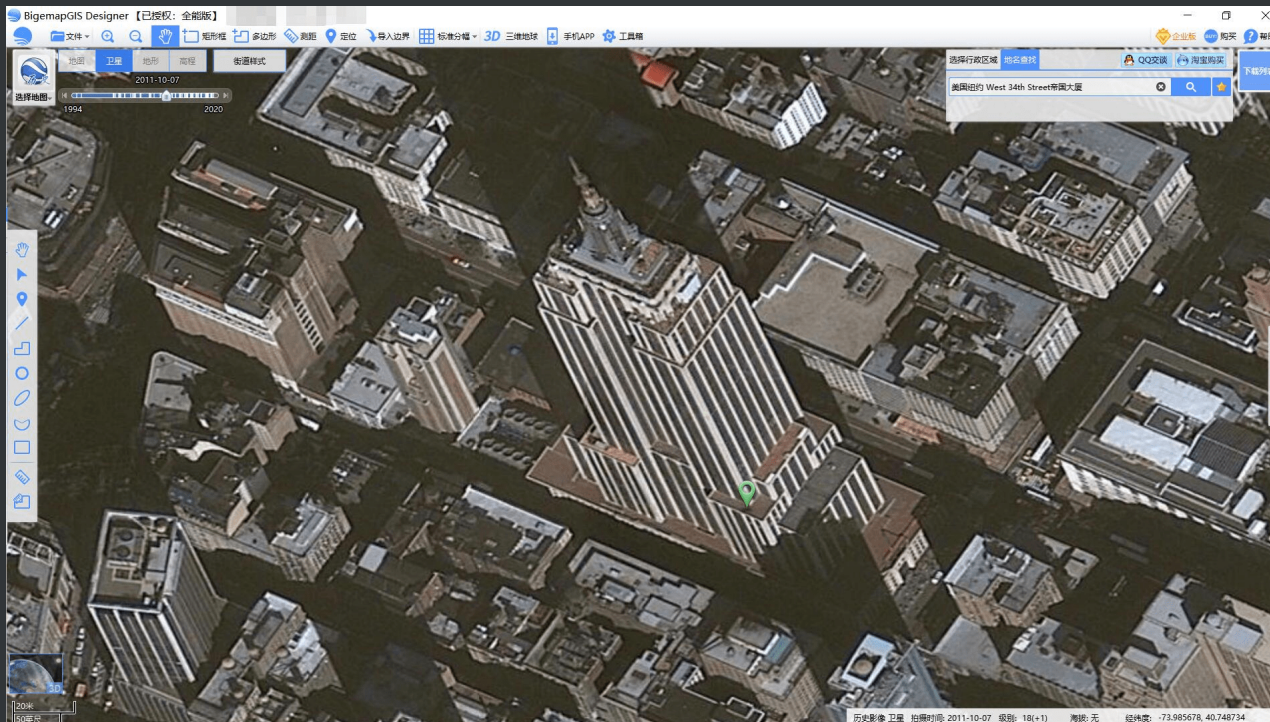 BigemapGIS Designer 【已授权：全能版】
文件 矩形框 多边形 测距 定位 导入边界 标准分幅 3D 三维地球 手机APP 工具箱 企业版 BUY 购买 帮
选择地图 地图 卫星 地形 高程 街道样式
2011-10-07
1994 2020
选择行政区域 地名查找 QQ交谈 淘宝购买
下载列
美国纽约 West 34th Street帝国大厦
3D
20米
50英尺
历史影像 卫星 拍摄时间: 2011-10-07 级别: 18(+1) 海拔: 无 经纬度: -73.985678, 40.748734